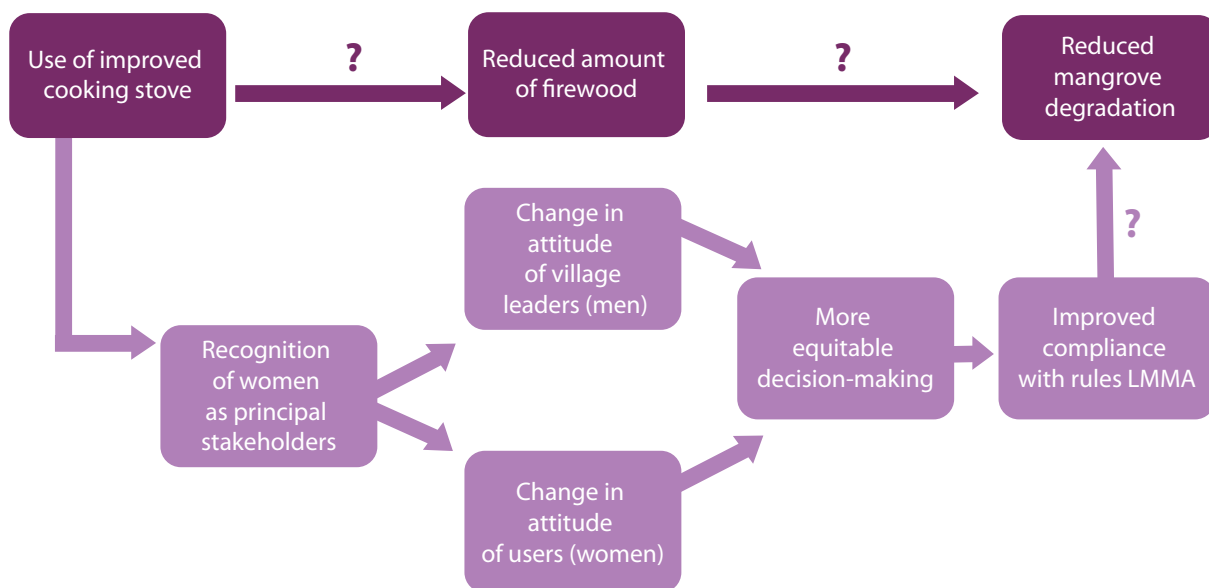 Use of improved
cooking stove
?
Reduced amount
of firewood
?
Reduced
mangrove
degradation
Change in
attitude
of village
leaders (men)
?
Recognition
of women
as principal
stakeholders
More
equitable
decision-making
Improved
compliance
with rules LMMA
Change in
attitude
of users (women)